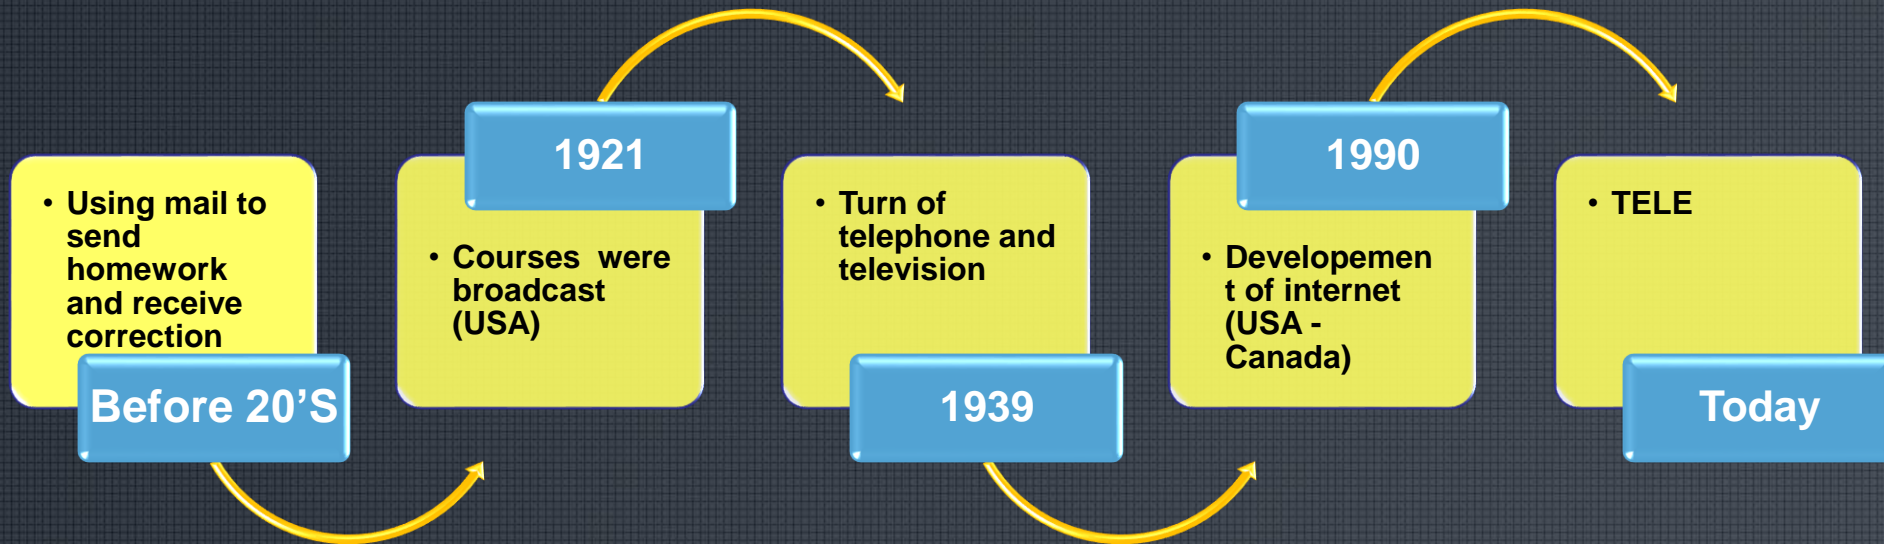 • Using mail to
send
homework
and receive
correction
Before 20’S
1921
• Courses were
broadcast
(USA)
• Turn of
telephone and
television
1939
1990
• Developemen
t of internet
(USA -
Canada)
• TELE
Today